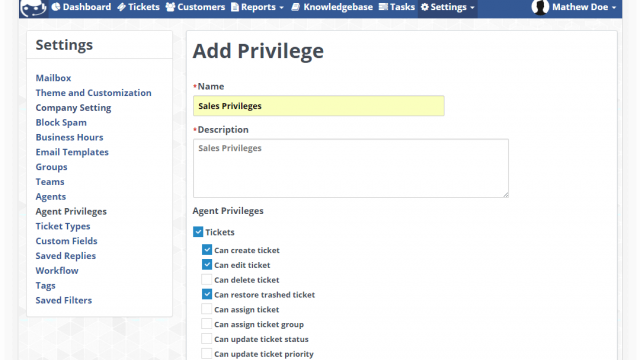 Dashboard Tickets Customers Reports Knowledgebase Tasks Settings Mathew Doe
Settings
Mailbox
Theme and Customization
Company Setting
Block Spam
Business Hours
Email Templates
Groups
Teams
Agents
Agent Privileges
Ticket Types
Custom Fields
Saved Replies
Workflow
Tags
Saved Filters
Add Privilege
*Name
Sales Privileges
*Description
Sales Privileges
Agent Privileges
Tickets
Can create ticket
Can edit ticket
Can delete ticket
Can restore trashed ticket
Can assign ticket
Can assign ticket group
Can update ticket status
Can update ticket priority